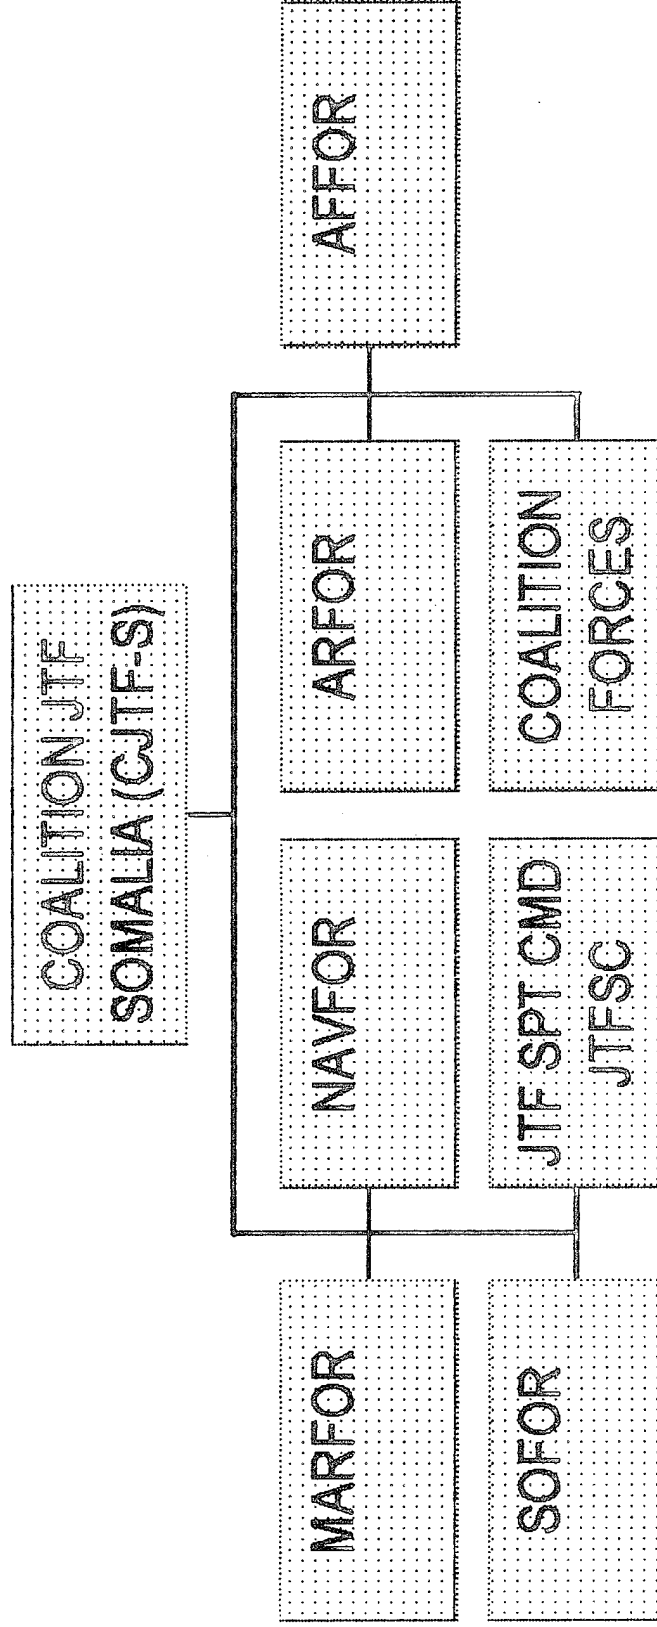 COALITION JTF
SOMALIA (CJTF-S)
MARFOR
NAVFOR
ARFOR
AFFOR
SOFOR
JTF SPT CMD
JTFSC
COALITION
FORCES